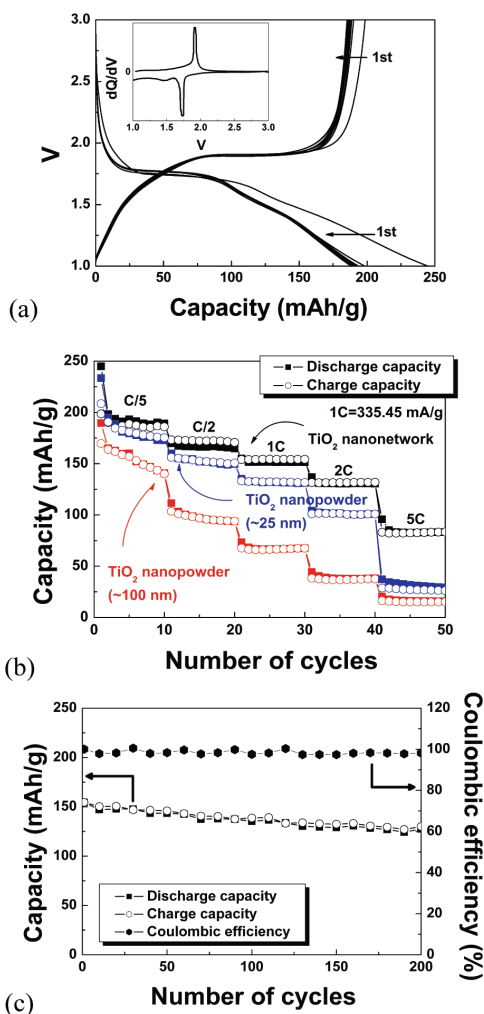 3.0
2.5
2.0
1.5
1.0
V
dQ/dV
0
1.0 1.5 2.0 2.5 3.0
V
1st
1st
0 50 100 150 200 250
Capacity (mAh/g)
(a)
250
200
150
100
50
0
Capacity (mAh/g)
Discharge capacity
Charge capacity
C/5
C/2
1C=335.45 mA/g
1C
TiO2 nanonetwork
2C
TiO2 nanopowder
(~25 nm)
5C
TiO2 nanopowder
(~100 nm)
0 10 20 30 40 50
Number of cycles
(b)
250
200
150
100
50
0
Capacity (mAh/g)
120
100
80
60
40
20
0
Coulombic efficiency (%)
Discharge capacity
Charge capacity
Coulombic efficiency
0 50 100 150 200
Number of cycles
(c)